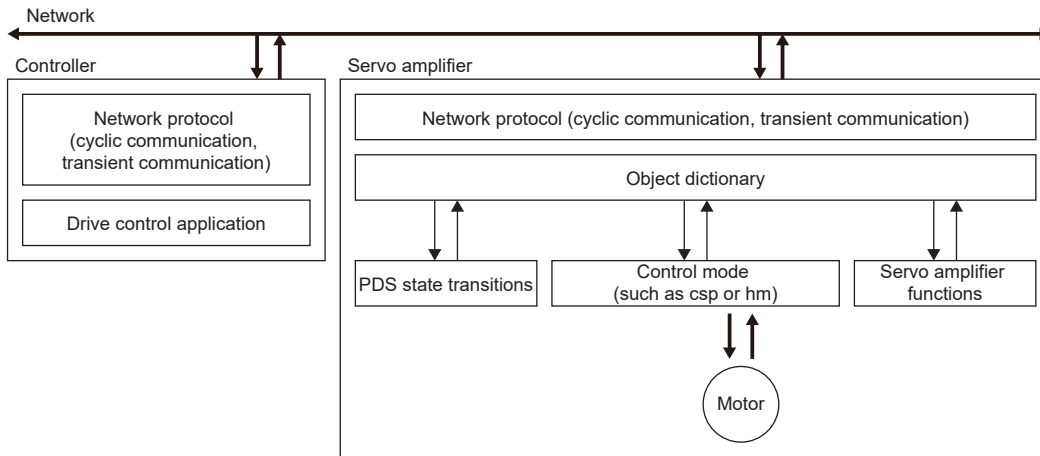 Network
Controller
Network protocol
(cyclic communication,
transient communication)
Drive control application
Servo amplifier
Network protocol (cyclic communication, transient communication)
Object dictionary
PDS state transitions
Control mode
(such as csp or hm)
Servo amplifier
functions
Motor